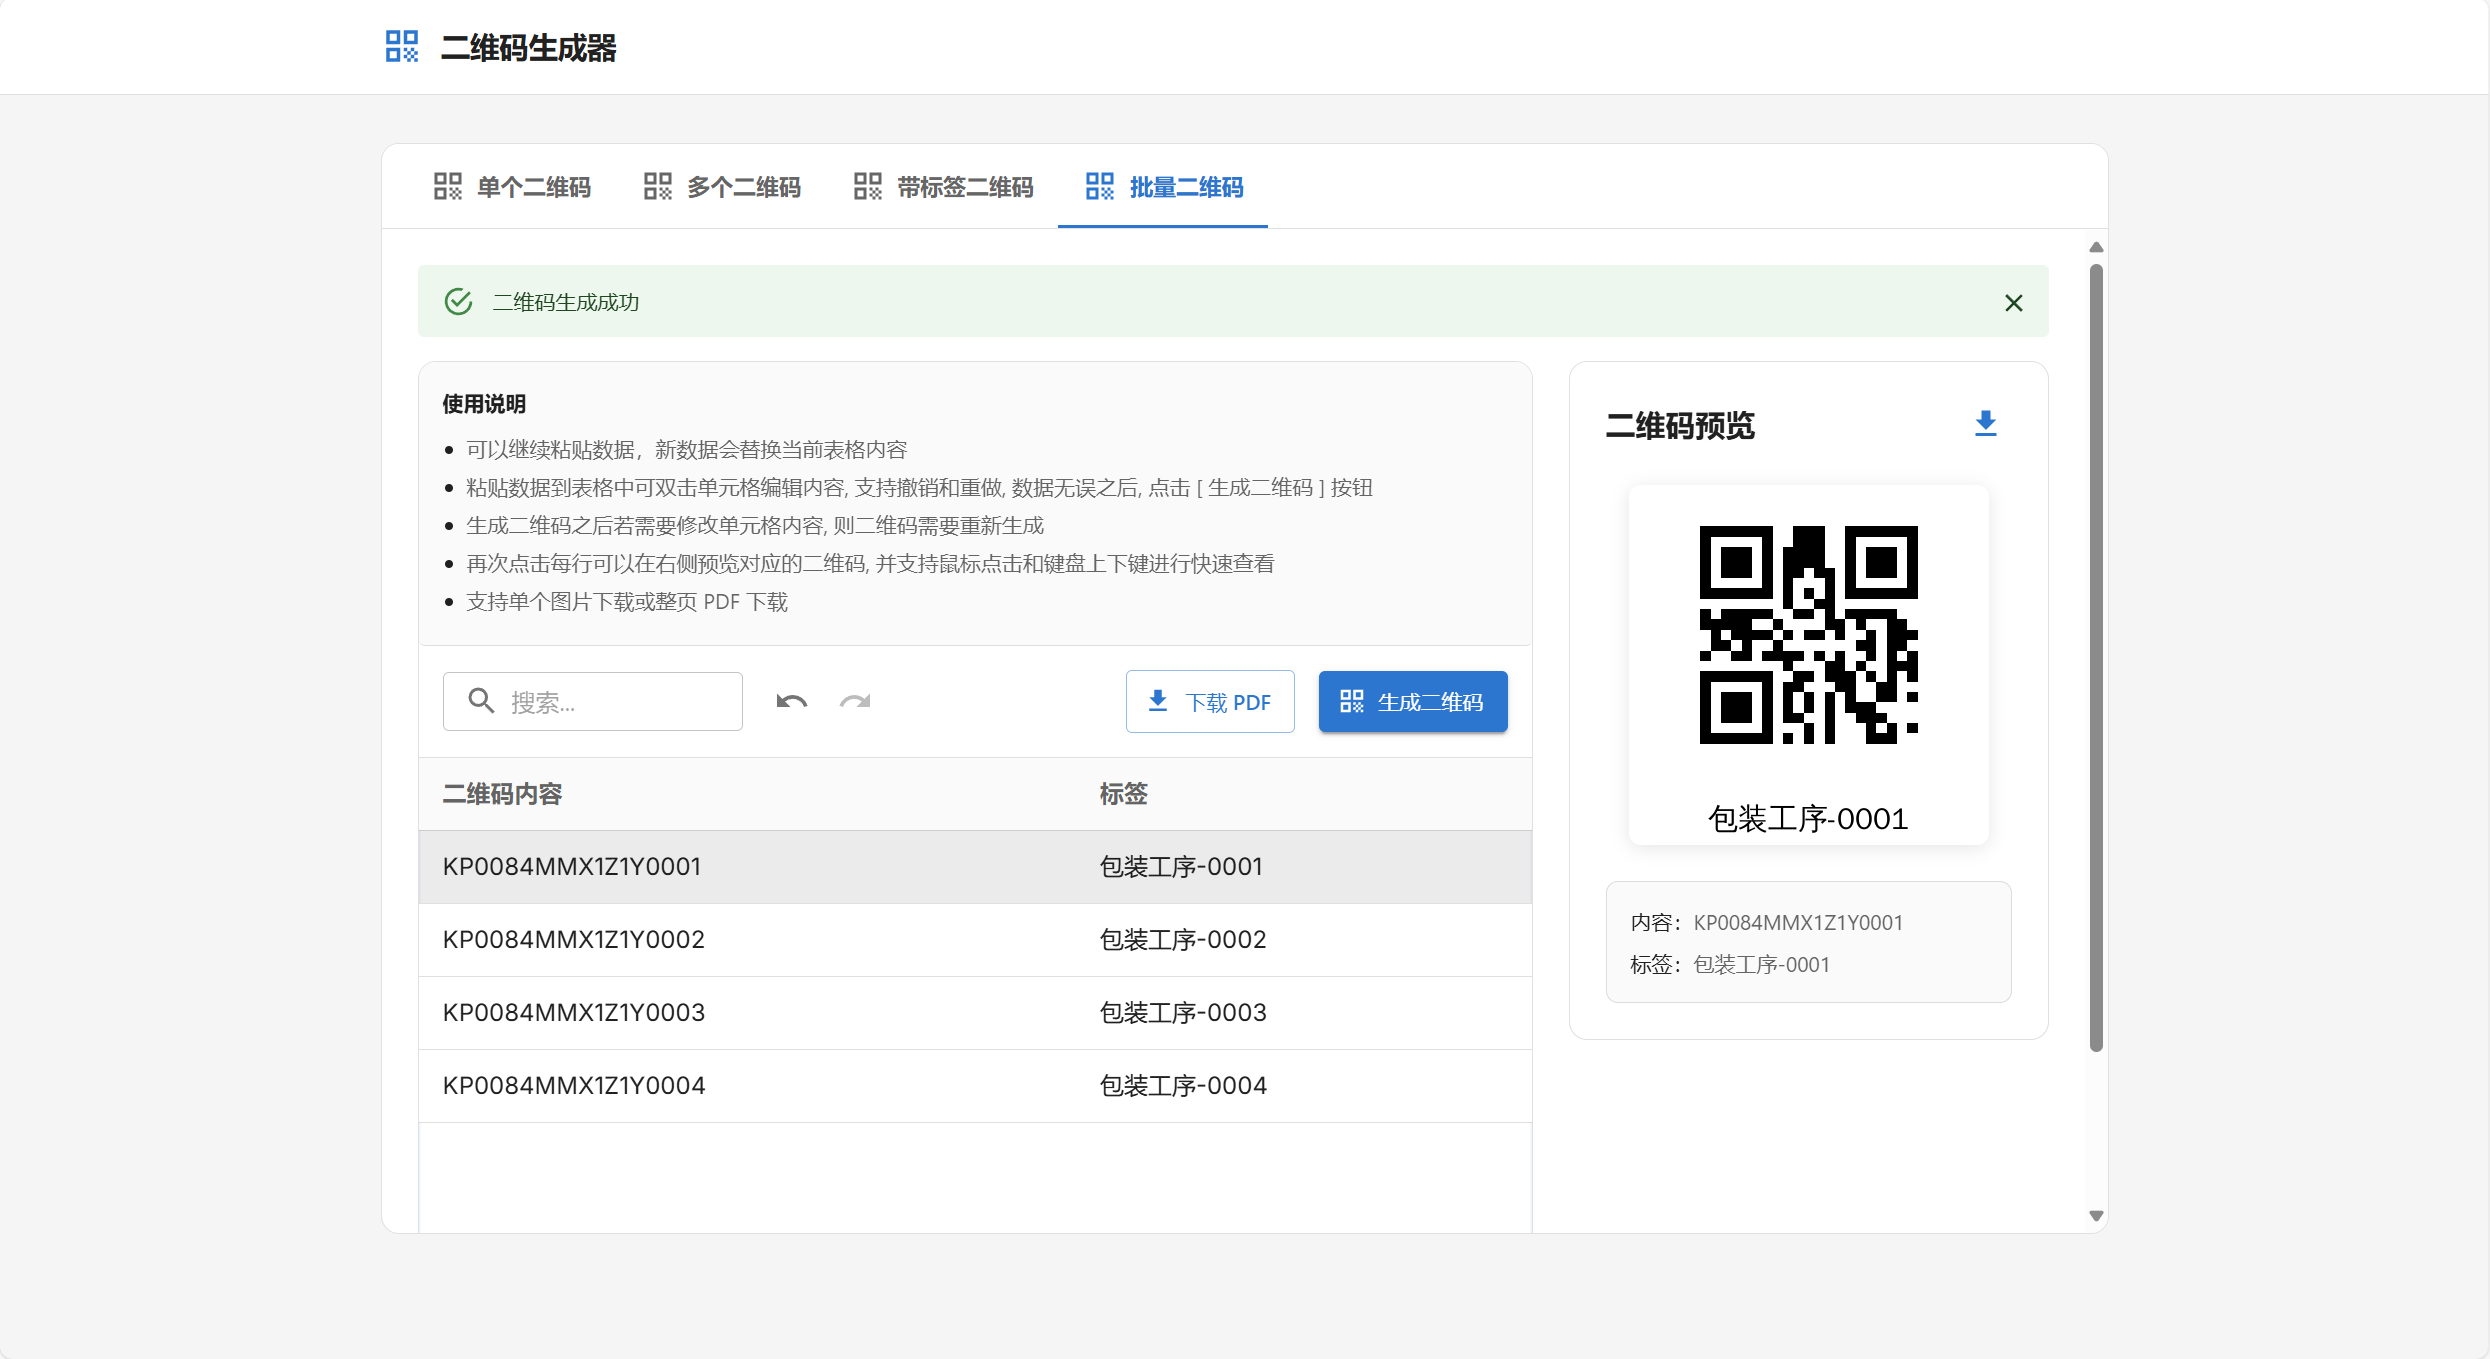 二维码生成器
单个二维码
多个二维码
带标签二维码
批量二维码
二维码生成成功
使用说明
可以继续粘贴数据，新数据会替换当前表格内容
粘贴数据到表格中可双击单元格编辑内容, 支持撤销和重做, 数据无误之后, 点击 [ 生成二维码 ] 按钮
生成二维码之后若需要修改单元格内容, 则二维码需要重新生成
再次点击每行可以在右侧预览对应的二维码, 并支持鼠标点击和键盘上下键进行快速查看
支持单个图片下载或整页 PDF 下载
搜索...
下载 PDF
生成二维码
二维码内容 标签
KP0084MMX1Z1Y0001 包装工序-0001
KP0084MMX1Z1Y0002 包装工序-0002
KP0084MMX1Z1Y0003 包装工序-0003
KP0084MMX1Z1Y0004 包装工序-0004
二维码预览
包装工序-0001
内容：KP0084MMX1Z1Y0001
标签：包装工序-0001